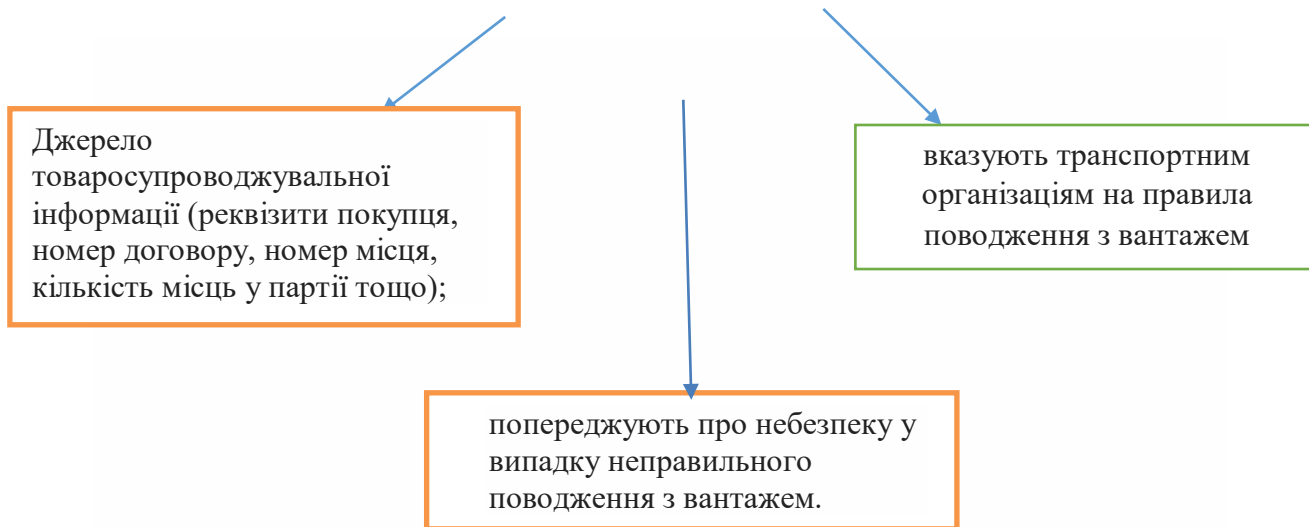 Джерело
товаросупроводжувальної
інформації (реквізити покупця,
номер договору, номер місця,
кількість місць у партії тощо);
вказують транспортним
організаціям на правила
поводження з вантажем
попереджують про небезпеку у
випадку неправильного
поводження з вантажем.